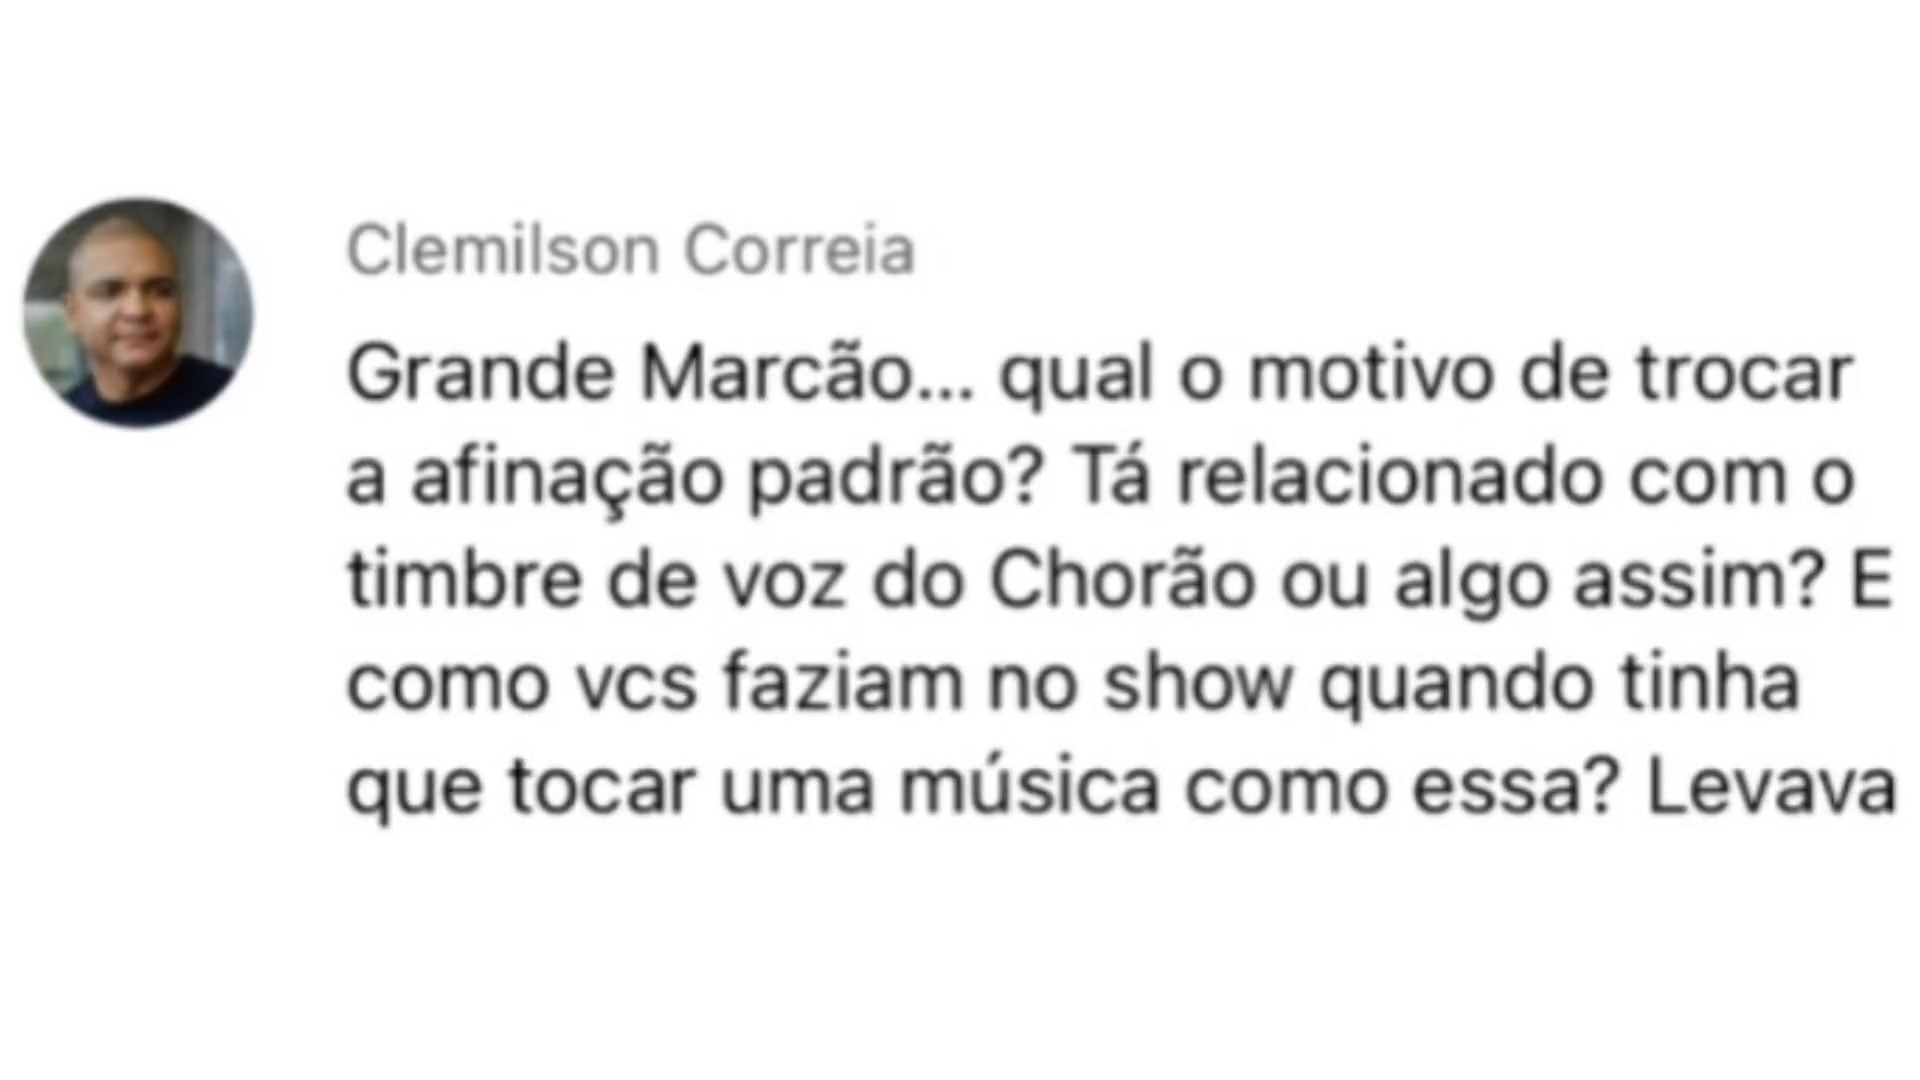 Clemilson Correia
Grande Marcão... qual o motivo de trocar
a afinação padrão? Tá relacionado com o
timbre de voz do Chorão ou algo assim? E
como vcs faziam no show quando tinha
que tocar uma música como essa? Levava